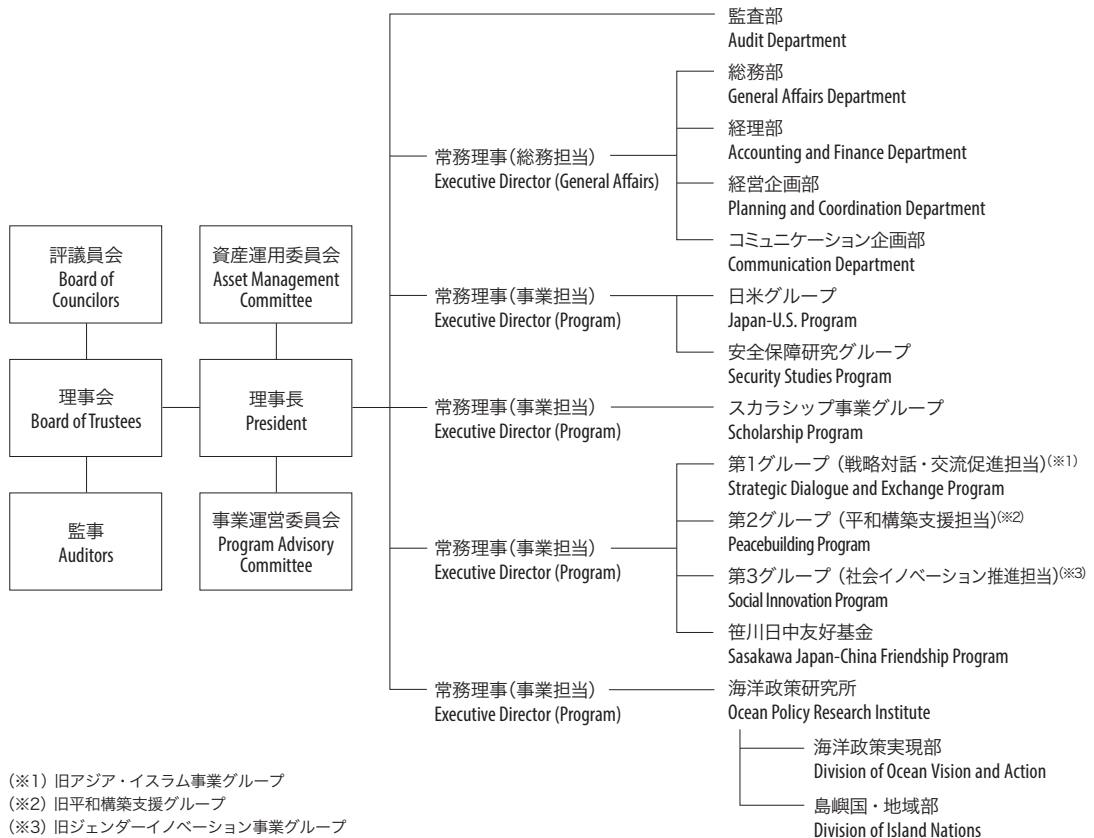 評議員会
Board of
Councilors
理事会
Board of Trustees
監事
Auditors
資産運用委員会
Asset Management
Committee
理事長
President
事業運営委員会
Program Advisory
Committee
監査部
Audit Department
常務理事(総務担当)
Executive Director (General Affairs)
総務部
General Affairs Department
経理部
Accounting and Finance Department
経営企画部
Planning and Coordination Department
コミュニケーション企画部
Communication Department
常務理事(事業担当)
Executive Director (Program)
日米グループ
Japan-U.S. Program
安全保障研究グループ
Security Studies Program
常務理事(事業担当)
Executive Director (Program)
スカラシップ事業グループ
Scholarship Program
常務理事(事業担当)
Executive Director (Program)
第1グループ(戦略対話・交流促進担当)(※1)
Strategic Dialogue and Exchange Program
第2グループ(平和構築支援担当)(※2)
Peacebuilding Program
第3グループ(社会イノベーション推進担当)(※3)
Social Innovation Program
笹川日中友好基金
Sasakawa Japan-China Friendship Program
常務理事(事業担当)
Executive Director (Program)
海洋政策研究所
Ocean Policy Research Institute
海洋政策実現部
Division of Ocean Vision and Action
島嶼国・地域部
Division of Island Nations
(※1)旧アジア・イスラム事業グループ
(※2)旧平和構築支援グループ
(※3)旧ジェンダーイノベーション事業グループ